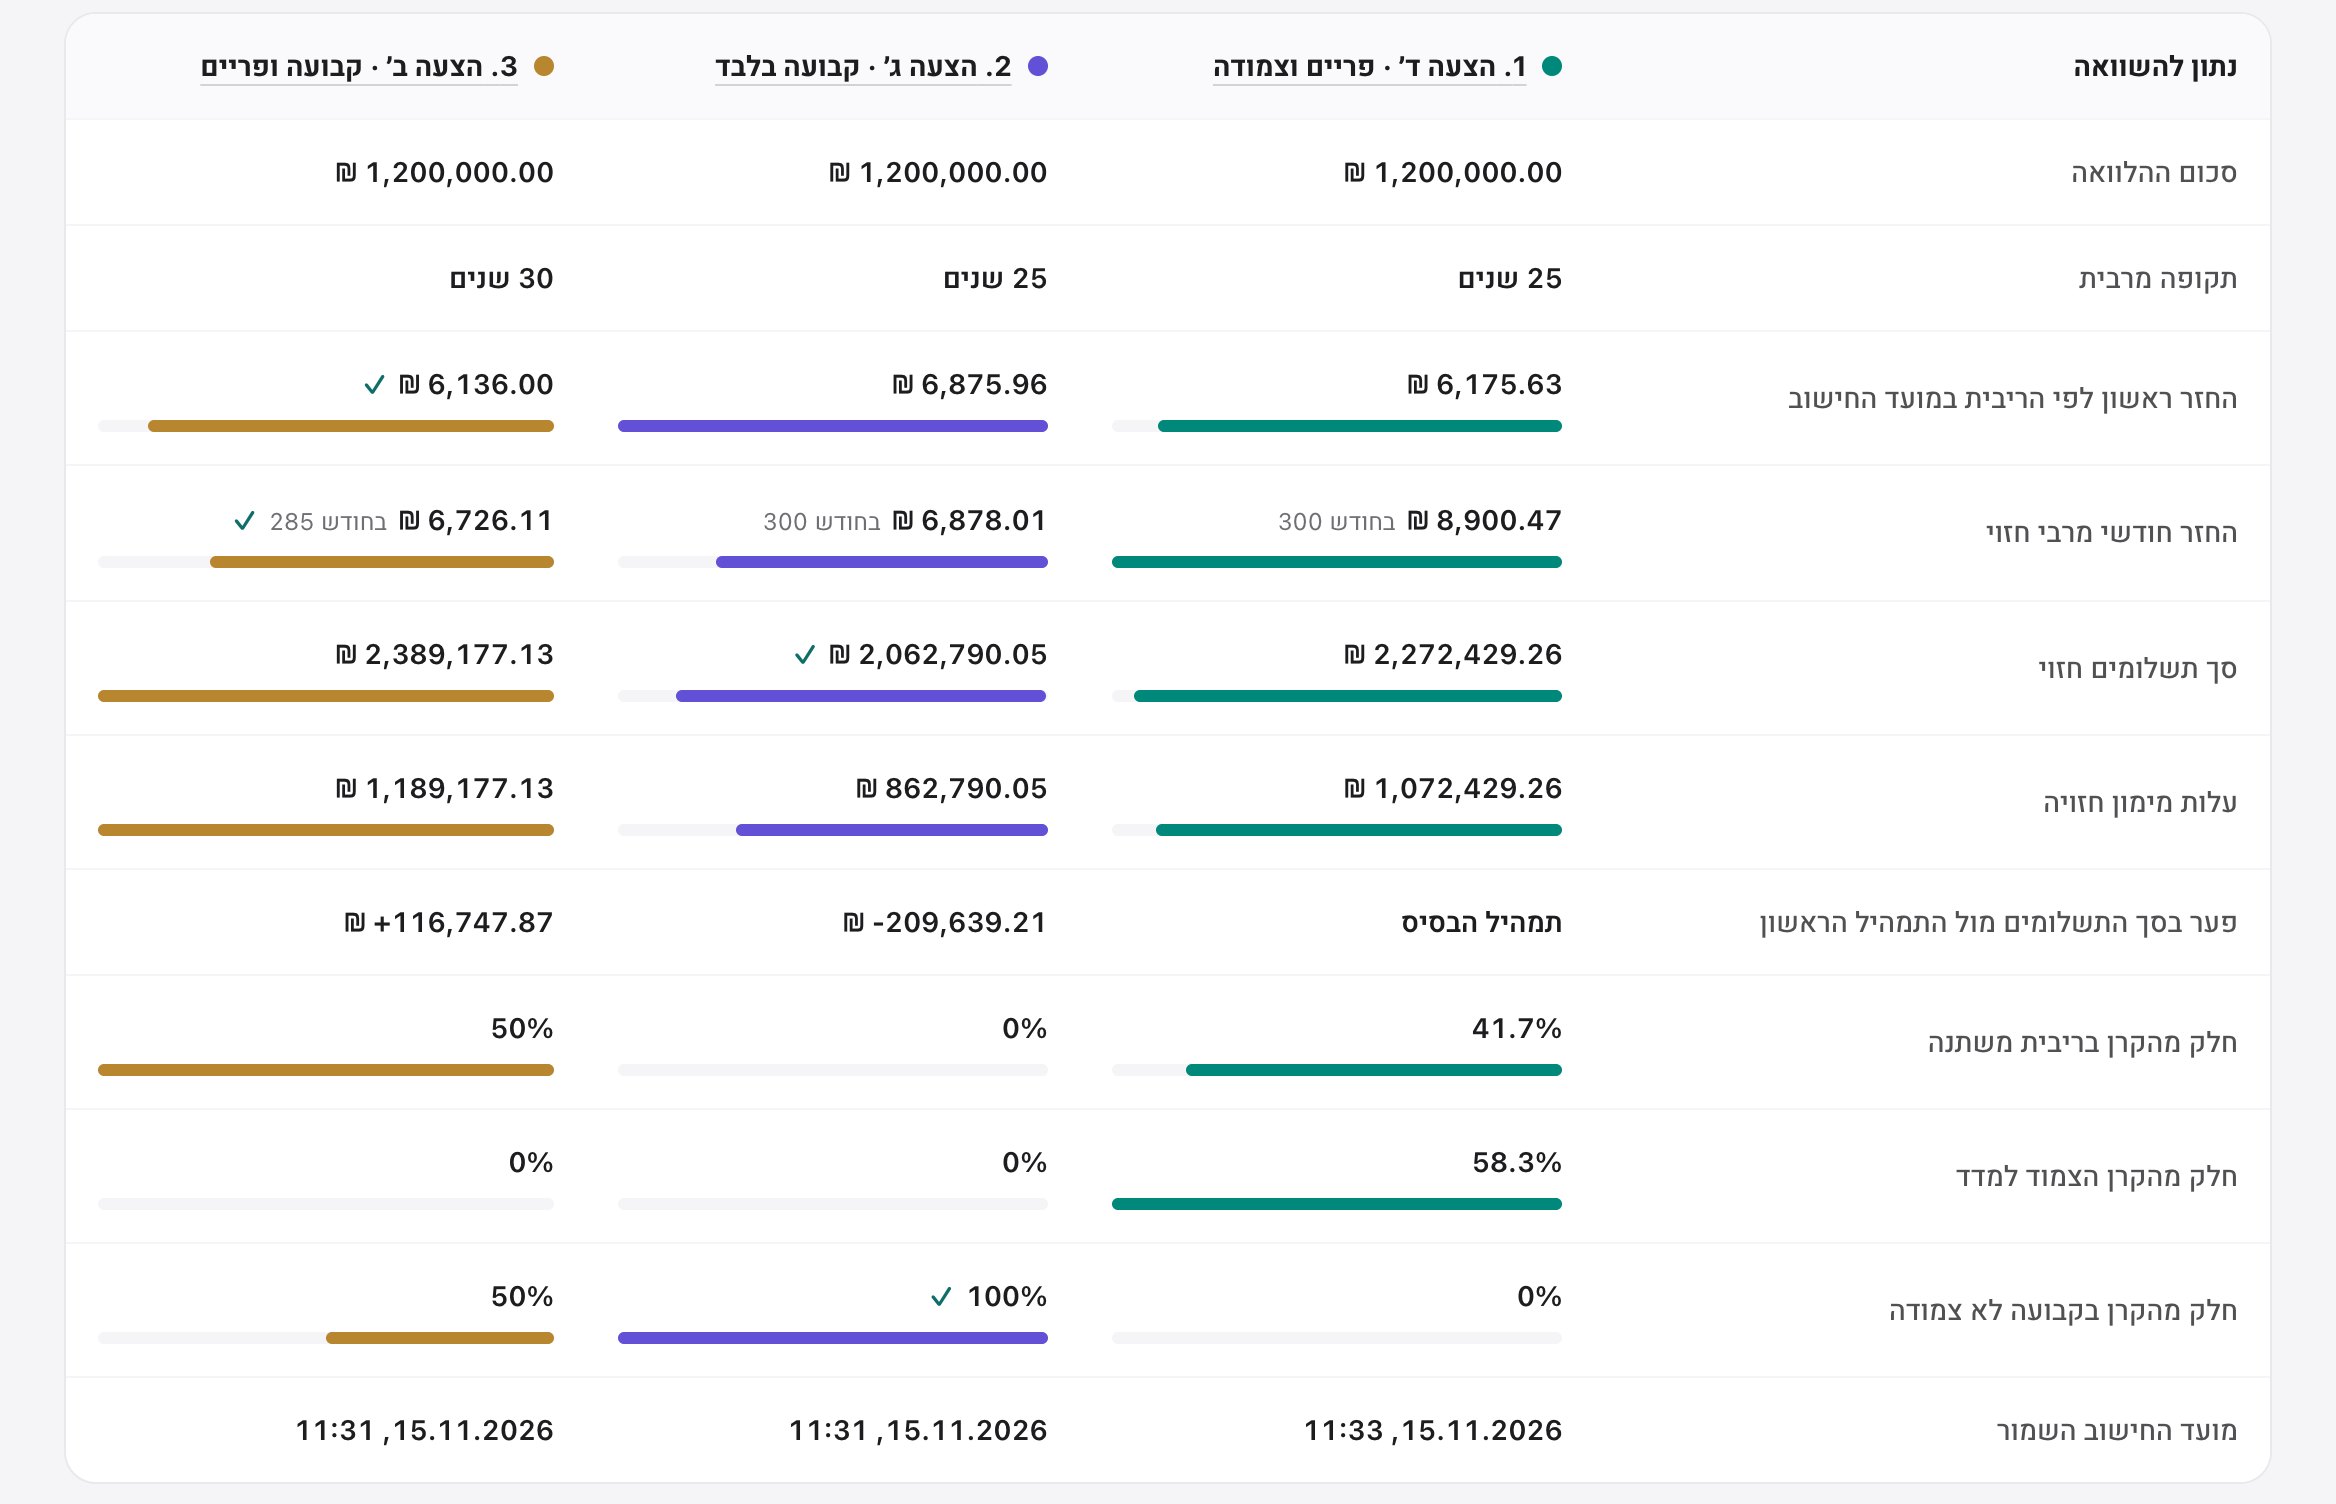 נתון להשוואה
1. הצעה ד׳ · פריים וצמודה
2. הצעה ג׳ · קבועה בלבד
3. הצעה ב׳ · קבועה ופריים
סכום ההלוואה
1,200,000.00 ₪
1,200,000.00 ₪
1,200,000.00 ₪
תקופה מרבית
25 שנים
25 שנים
30 שנים
החזר ראשון לפי הריבית במועד החישוב
6,175.63 ₪
6,875.96 ₪
6,136.00 ₪ ✓
החזר חודשי מרבי חזוי
8,900.47 ₪ בחודש 300
6,878.01 ₪ בחודש 300
6,726.11 ₪ בחודש 285 ✓
סך תשלומים חזוי
2,272,429.26 ₪
2,062,790.05 ₪ ✓
2,389,177.13 ₪
עלות מימון חזויה
1,072,429.26 ₪
862,790.05 ₪
1,189,177.13 ₪
פער בסך התשלומים מול התמהיל הראשון
תמהיל הבסיס
-209,639.21 ₪
+116,747.87 ₪
חלק מהקרן בריבית משתנה
41.7%
0%
50%
חלק מהקרן הצמוד למדד
58.3%
0%
0%
חלק מהקרן בקבועה לא צמודה
0%
100% ✓
50%
מועד החישוב השמור
15.11.2026, 11:33
15.11.2026, 11:31
15.11.2026, 11:31